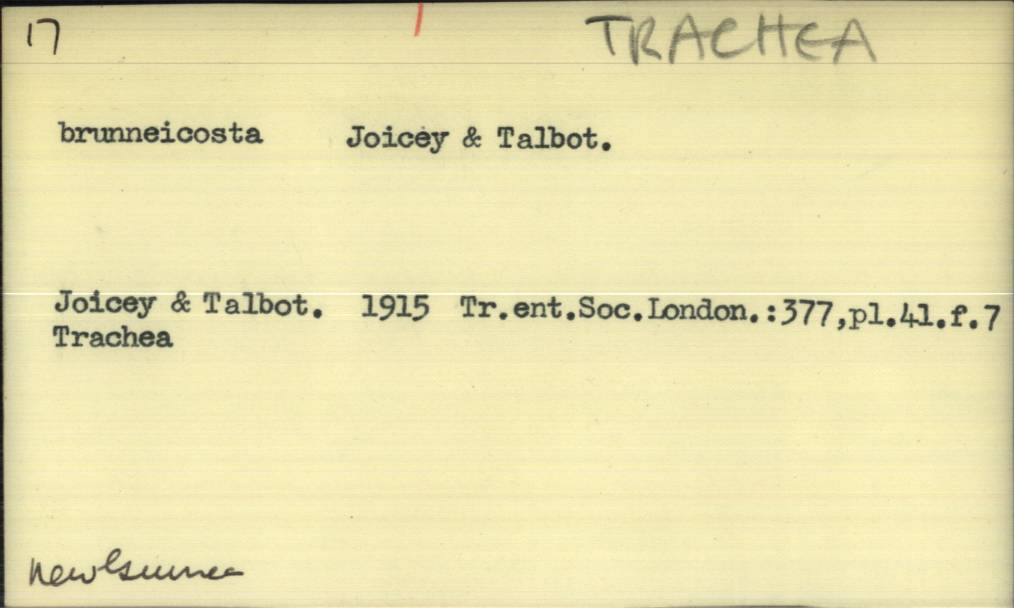 17 TRACHEA
brunneicosta Joicey & Talbot.
Joicey & Talbot. 1915 Tr.ent.Soc.London.:377,pl.41.f.7
Trachea
New Guinea